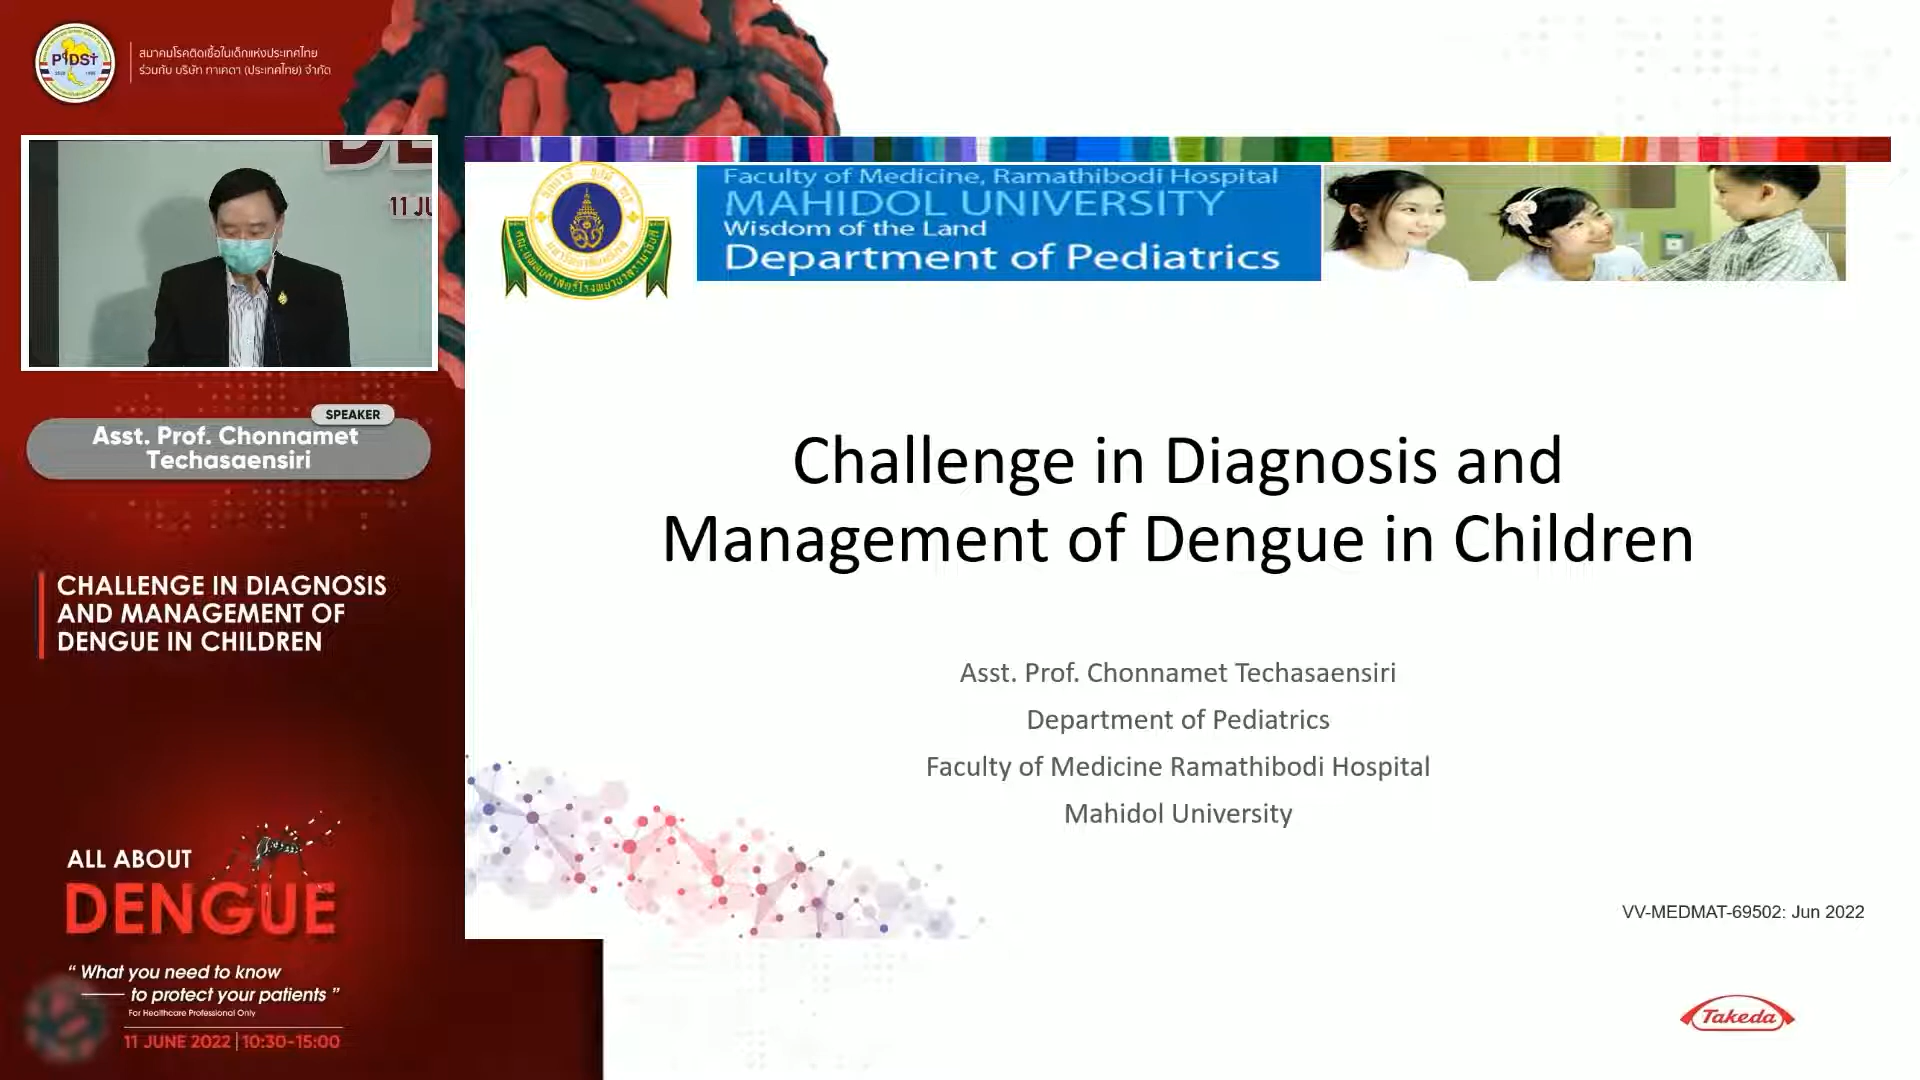 PIDST
สมาคมโรคติดเชื้อในเด็กแห่งประเทศไทย
ร่วมกับ บริษัท ทาเคดา (ประเทศไทย) จำกัด
11 JU
SPEAKER
Asst. Prof. Chonnamet
Techasaensiri
CHALLENGE IN DIAGNOSIS
AND MANAGEMENT OF
DENGUE IN CHILDREN
ALL ABOUT
DENGUE
“ What you need to know
to protect your patients ”
For Healthcare Professional Only
11 JUNE 2022 | 10:30-15:00
Faculty of Medicine, Ramathibodi Hospital
MAHIDOL UNIVERSITY
Wisdom of the Land
Department of Pediatrics
Challenge in Diagnosis and
Management of Dengue in Children
Asst. Prof. Chonnamet Techasaensiri
Department of Pediatrics
Faculty of Medicine Ramathibodi Hospital
Mahidol University
VV-MEDMAT-69502: Jun 2022
Takeda